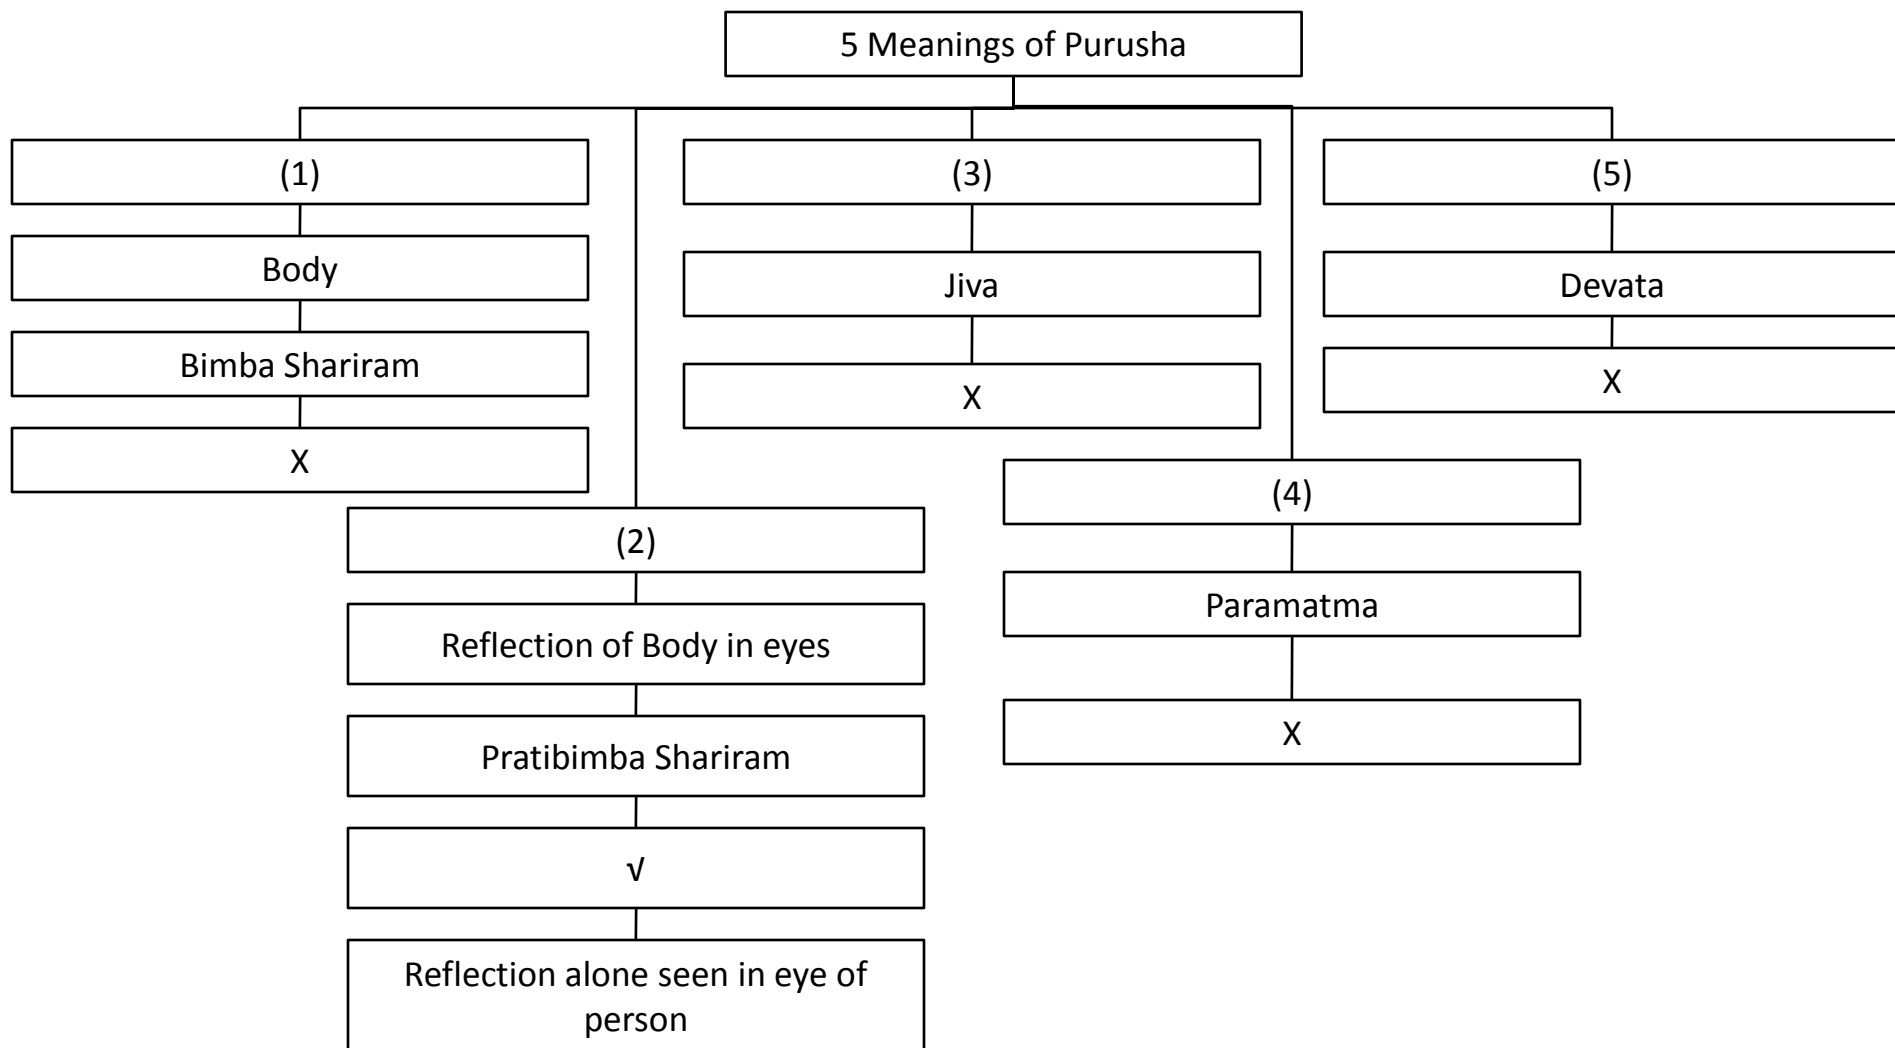 5 Meanings of Purusha
(1)
Body
Bimba Shariram
X
(2)
Reflection of Body in eyes
Pratibimba Shariram
√
Reflection alone seen in eye of
person
(3)
Jiva
X
(4)
Paramatma
X
(5)
Devata
X